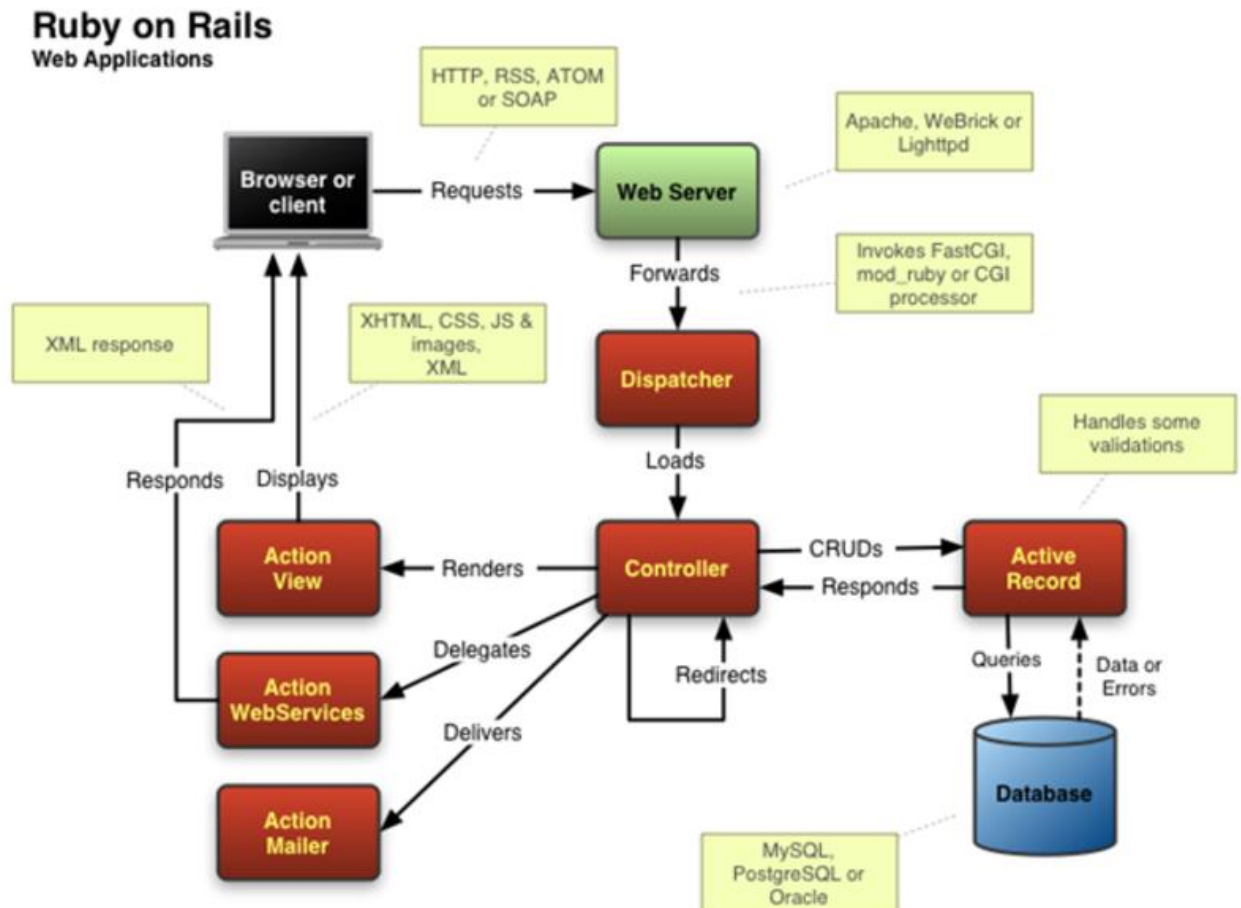 Ruby on Rails
Web Applications
HTTP, RSS, ATOM
or SOAP
Apache, WeBrick or
Lighttpd
Browser or
client
Requests
Web Server
Forwards
Invokes FastCGI,
mod_ruby or CGI
processor
XML response
XHTML, CSS, JS &
images,
XML
Dispatcher
Loads
Handles some
validations
Responds
Displays
Action
View
Renders
Controller
CRUDs
Responds
Active
Record
Delegates
Redirects
Queries
Data or
Errors
Action
WebServices
Delivers
Action
Mailer
Database
MySQL,
PostgreSQL or
Oracle